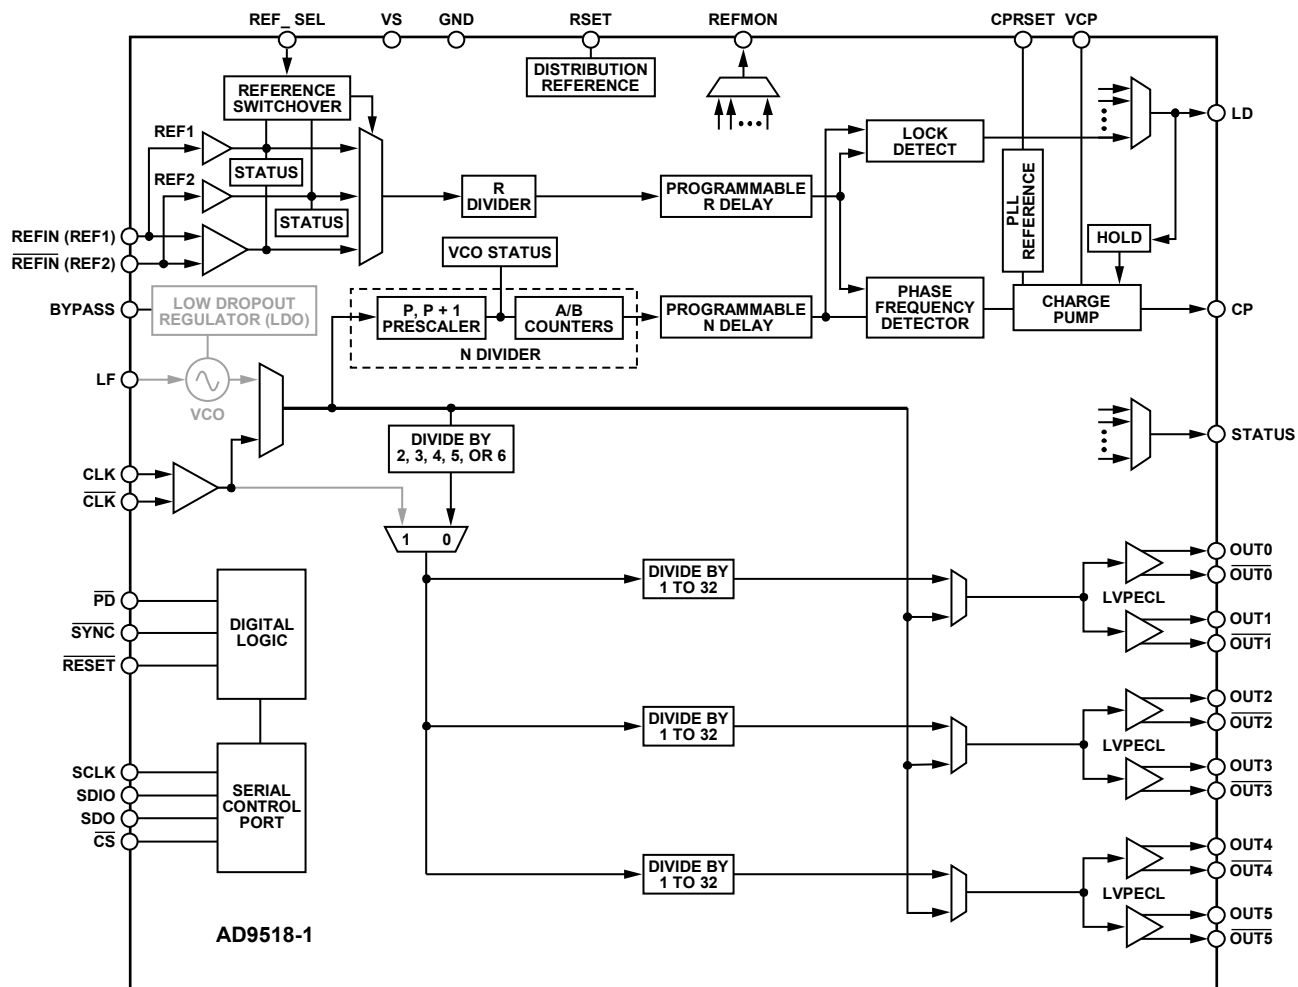 REF_ SEL
VS
GND
RSET
REFMON
CPRSET
VCP
DISTRIBUTION
REFERENCE
REFERENCE
SWITCHOVER
REF1
STATUS
REF2
STATUS
R
DIVIDER
PROGRAMMABLE
R DELAY
LOCK
DETECT
PLL
REFERENCE
LD
HOLD
REFIN (REF1)
REFIN (REF2)
BYPASS
LOW DROPOUT
REGULATOR (LDO)
VCO STATUS
P, P + 1
PRESCALER
A/B
COUNTERS
N DIVIDER
PROGRAMMABLE
N DELAY
PHASE
FREQUENCY
DETECTOR
CHARGE
PUMP
CP
LF
VCO
DIVIDE BY
2, 3, 4, 5, OR 6
STATUS
CLK
CLK
1 0
DIVIDE BY
1 TO 32
LVPECL
OUT0
OUT0
OUT1
OUT1
PD
SYNC
RESET
DIGITAL
LOGIC
DIVIDE BY
1 TO 32
LVPECL
OUT2
OUT2
OUT3
OUT3
SCLK
SDIO
SDO
CS
SERIAL
CONTROL
PORT
DIVIDE BY
1 TO 32
LVPECL
OUT4
OUT4
OUT5
OUT5
AD9518-1